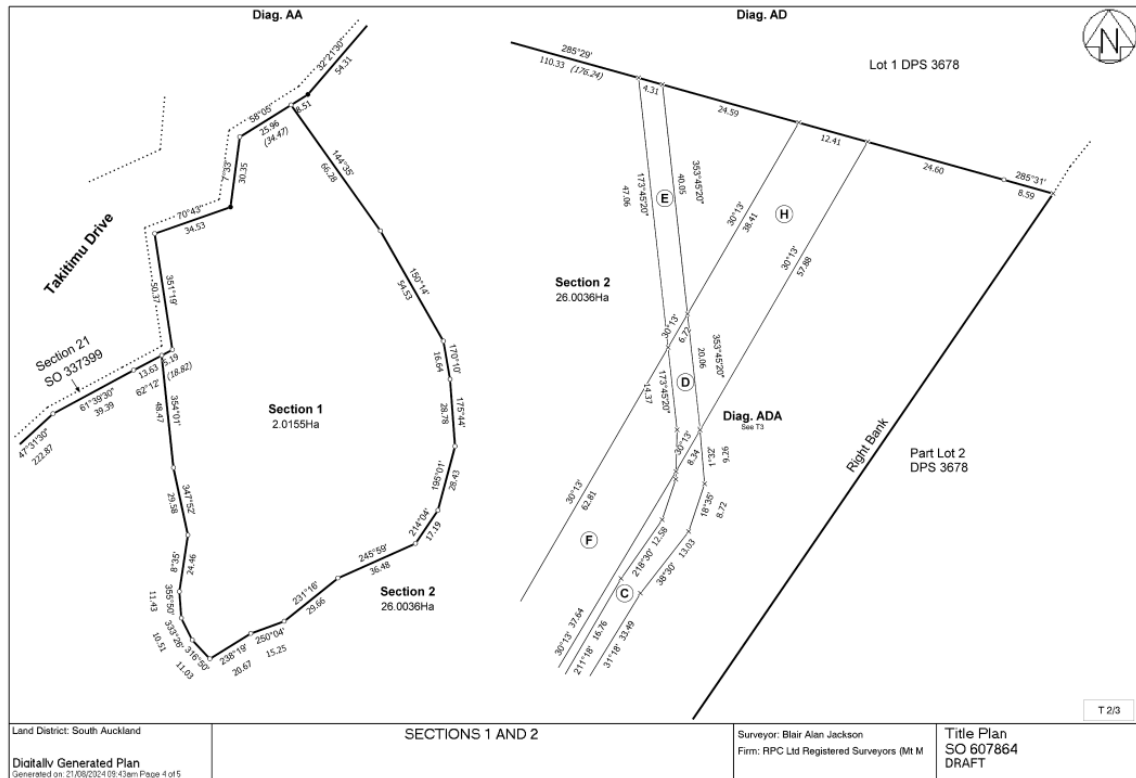 Diag. AA
Diag. AD
N
32°21'30"
54.31
8.51
58°05'
25.96
(34.47)
7°33'
30.35
70°43'
34.53
144°35'
66.28
Takitimu Drive
351°19'
50.37
150°14'
54.53
Section 21
SO 337399
5.19
13.63
(18.82)
62°12'
61°39'30"
39.39
47°31'30"
222.87
354°01'
48.47
170°10'
16.64
175°44'
28.78
Section 1
2.0155Ha
195°01'
28.43
347°52'
29.58
214°04'
17.19
8°35'
24.46
245°59'
36.48
355°50'
11.43
231°16'
29.66
Section 2
26.0036Ha
333°26'
10.51
316°50'
11.03
238°19'
20.67
250°04'
15.25
285°29'
110.33 (176.24)
4.31
24.59
Lot 1 DPS 3678
12.41
24.60
285°31'
8.59
173°45'20"
47.06
E
353°45'20"
40.05
30°13'
38.41
H
30°13'
57.88
Section 2
26.0036Ha
30°13'
6.72
14.37
173°45'20"
D
353°45'20"
20.06
Diag. ADA
See T3
30°13'
8.34
1°32'
9.26
Right Bank
Part Lot 2
DPS 3678
30°13'
62.81
18°35'
8.72
F
218°30'
12.58
38°30'
13.03
C
30°13'
37.64
211°18'
16.76
31°18'
33.49
T 2/3
Land District: South Auckland
Digitally Generated Plan
Generated on: 21/08/2024 09:43am Page 4 of 5
SECTIONS 1 AND 2
Surveyor: Blair Alan Jackson
Firm: RPC Ltd Registered Surveyors (Mt M
Title Plan
SO 607864
DRAFT